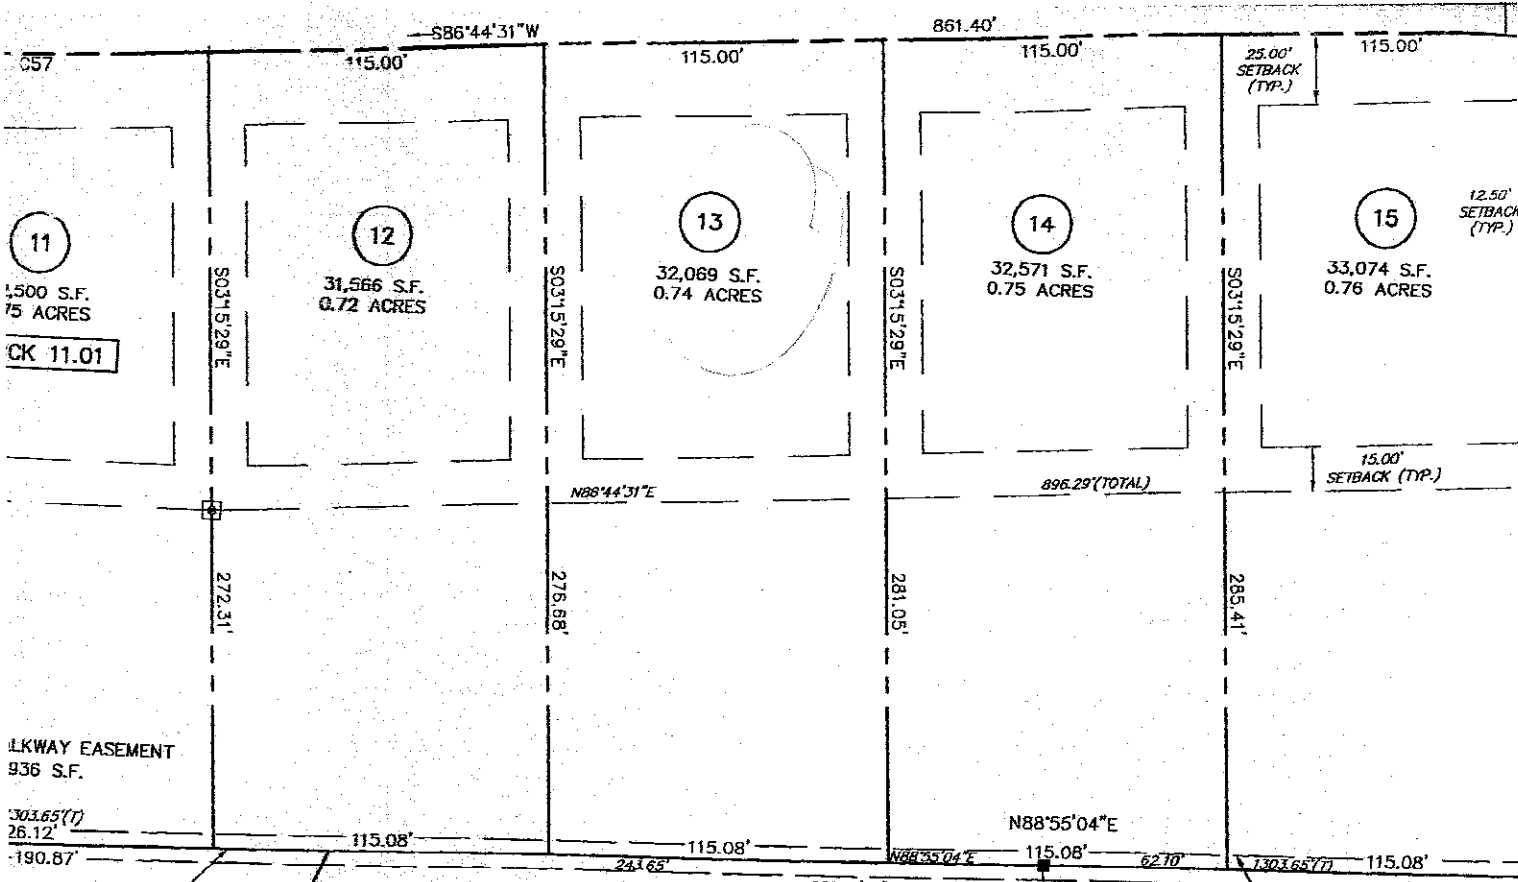 S86°44'31"W
861.40'
C57
115.00'
115.00'
115.00'
115.00'
25.00'
SETBACK
(TYP.)
12.50'
SETBACK
(TYP.)
11
,500 S.F.
75 ACRES
CK 11.01
12
31,566 S.F.
0.72 ACRES
13
32,069 S.F.
0.74 ACRES
14
32,571 S.F.
0.75 ACRES
15
33,074 S.F.
0.76 ACRES
S03°15'29"E
S03°15'29"E
S03°15'29"E
S03°15'29"E
N86°44'31"E
896.29'(TOTAL)
15.00'
SETBACK (TYP.)
272.31'
276.68'
281.05'
285.41'
LKWAY EASEMENT
936 S.F.
1303.65'(T)
26.12'
190.87'
115.08'
243.65'
115.08'
N88°55'04"E
N88°55'04"E
115.08'
62.10'
1303.65'(T)
115.08'